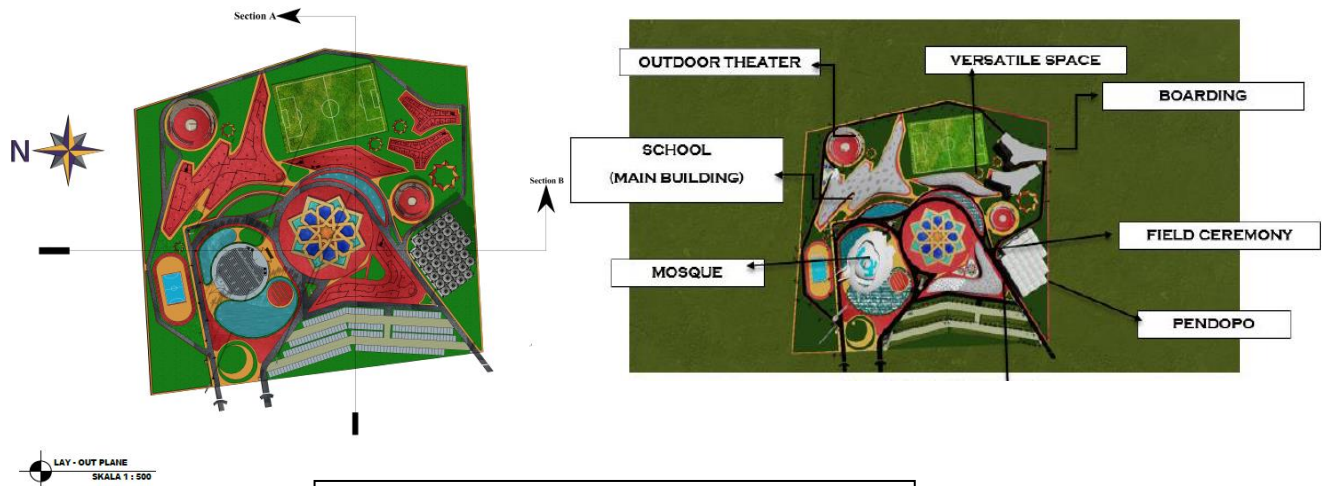 Section A
N
Section B
LAY - OUT PLANE
SKALA 1 : 500
OUTDOOR THEATER
VERSATILE SPACE
BOARDING
SCHOOL
(MAIN BUILDING)
FIELD CEREMONY
MOSQUE
PENDOPO